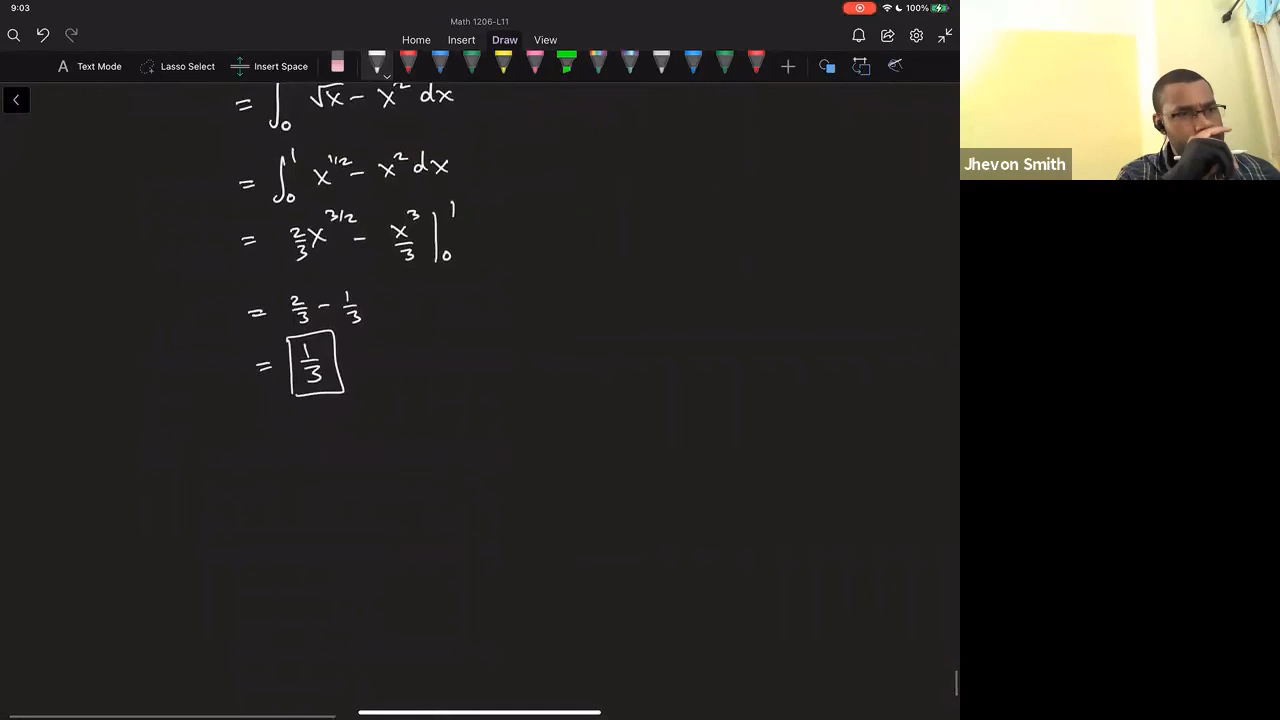 9:03
100%
Math 1206-L11
Home Insert Draw View
Text Mode Lasso Select Insert Space
= ∫₀ √x − x² dx
= ∫₀¹ x^{1/2} − x² dx
= 2/3 x^{3/2} − x³/3 |₀¹
= 2/3 − 1/3
= 1/3
Jhevon Smith